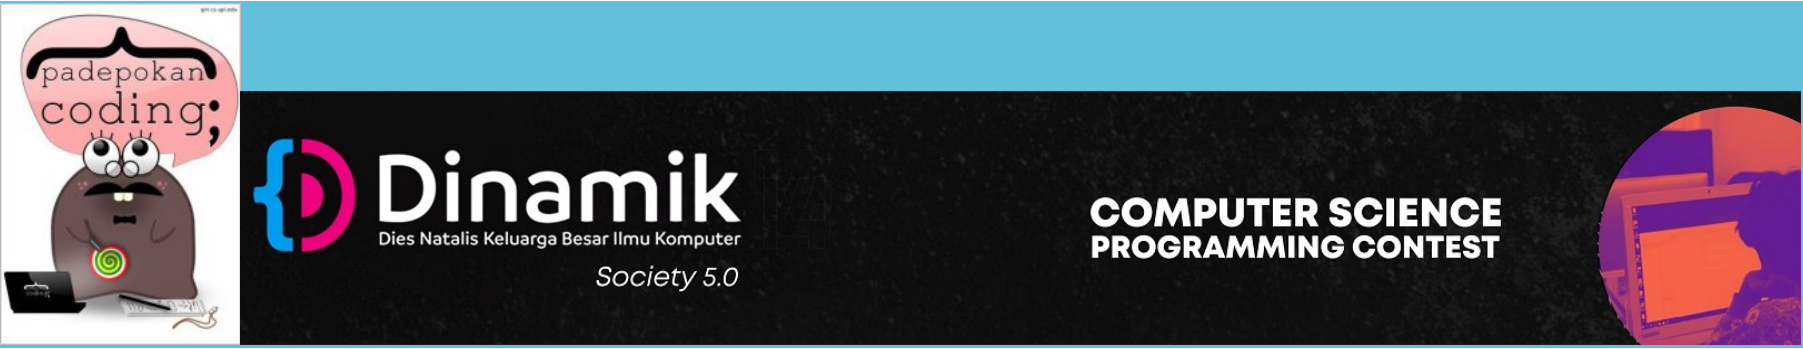 padepokan
coding;
Dinamik
Dies Natalis Keluarga Besar Ilmu Komputer
Society 5.0
COMPUTER SCIENCE
PROGRAMMING CONTEST